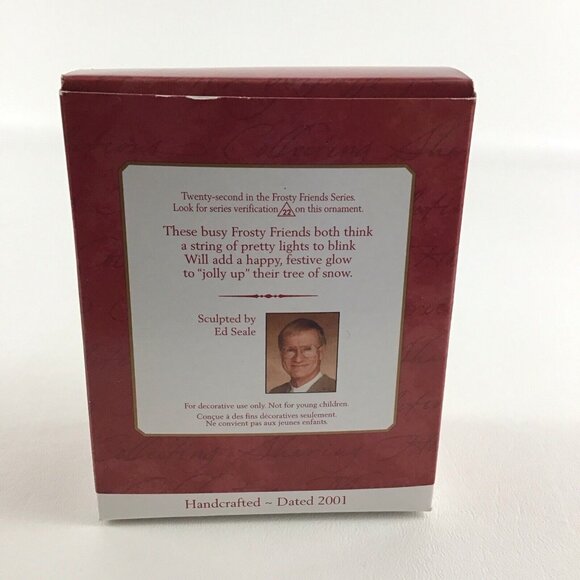 Twenty-second in the Frosty Friends Series.
Look for series verification 22 on this ornament.
These busy Frosty Friends both think
a string of pretty lights to blink
Will add a happy, festive glow
to "jolly up" their tree of snow.
Sculpted by
Ed Seale
For decorative use only. Not for young children.
Conçue à des fins décoratives seulement.
Ne convient pas aux jeunes enfants.
Handcrafted ~ Dated 2001